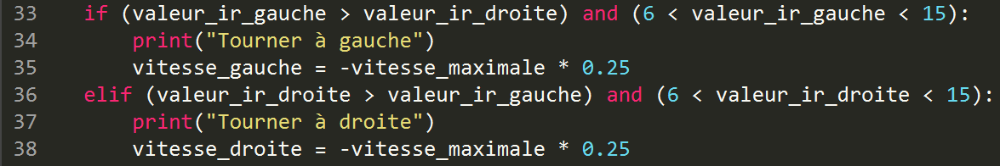 33 if (valeur_ir_gauche > valeur_ir_droite) and (6 < valeur_ir_gauche < 15):
34 print("Tourner à gauche")
35 vitesse_gauche = -vitesse_maximale * 0.25
36 elif (valeur_ir_droite > valeur_ir_gauche) and (6 < valeur_ir_droite < 15):
37 print("Tourner à droite")
38 vitesse_droite = -vitesse_maximale * 0.25